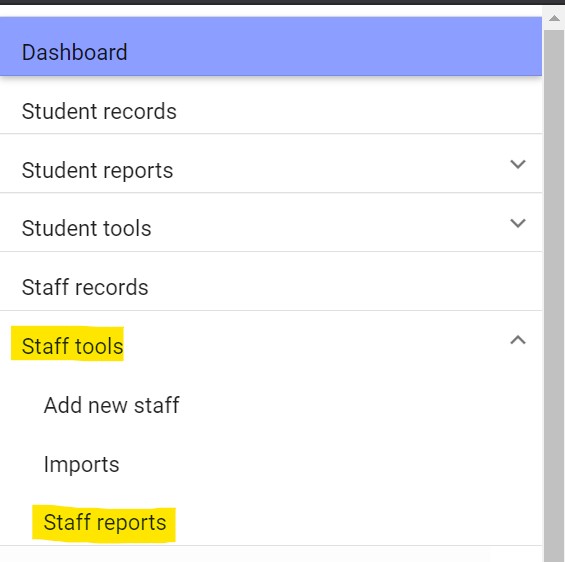 Dashboard
Student records
Student reports
Student tools
Staff records
Staff tools
Add new staff
Imports
Staff reports